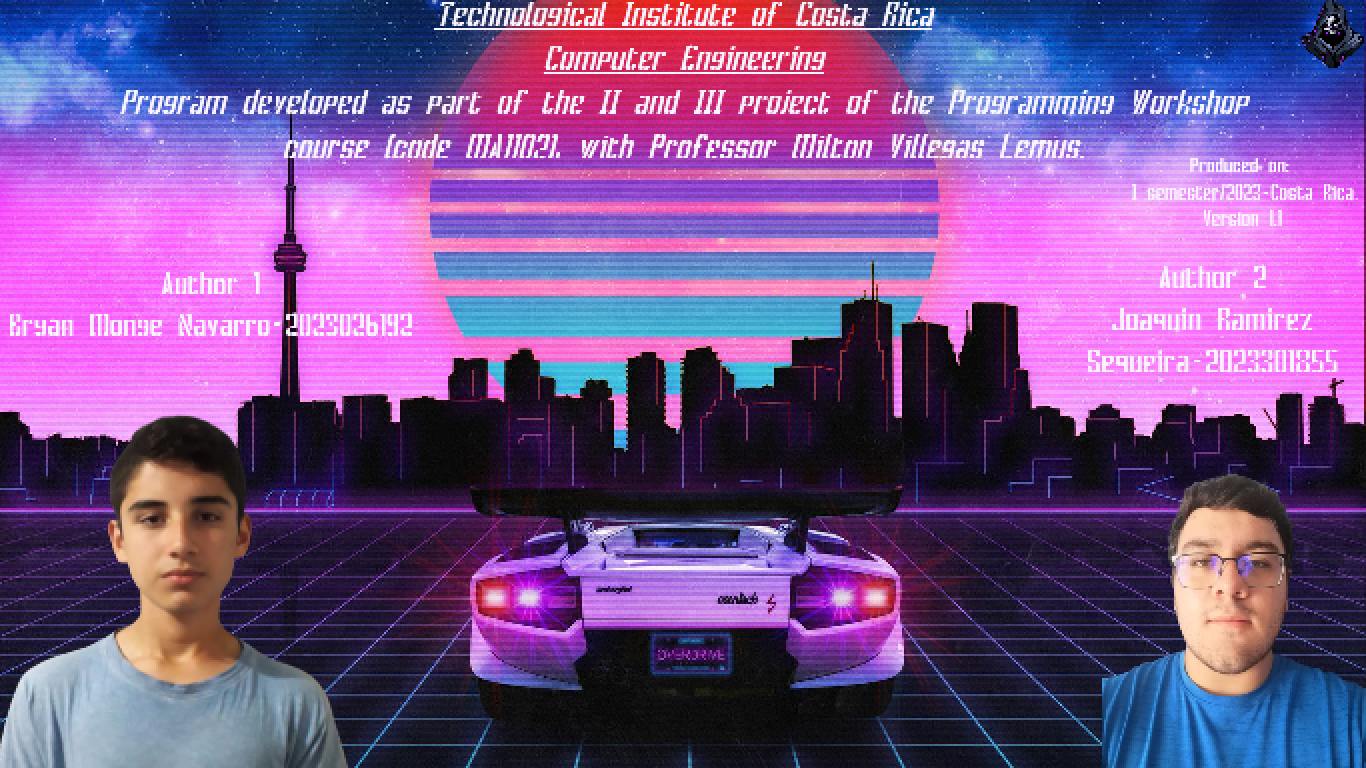 Technological Institute of Costa Rica
Computer Engineering
Program developed as part of the II and III project of the Programming Workshop
course (code MA1102), with Professor Milton Villegas Lemus.
Produced on:
I semester/2023-Costa Rica.
Version 1.1
Author 1
Bryan Monge Navarro-2023026192
Author 2
Joaquin Ramirez
Sequeira-2023301855
OVERDRIVE